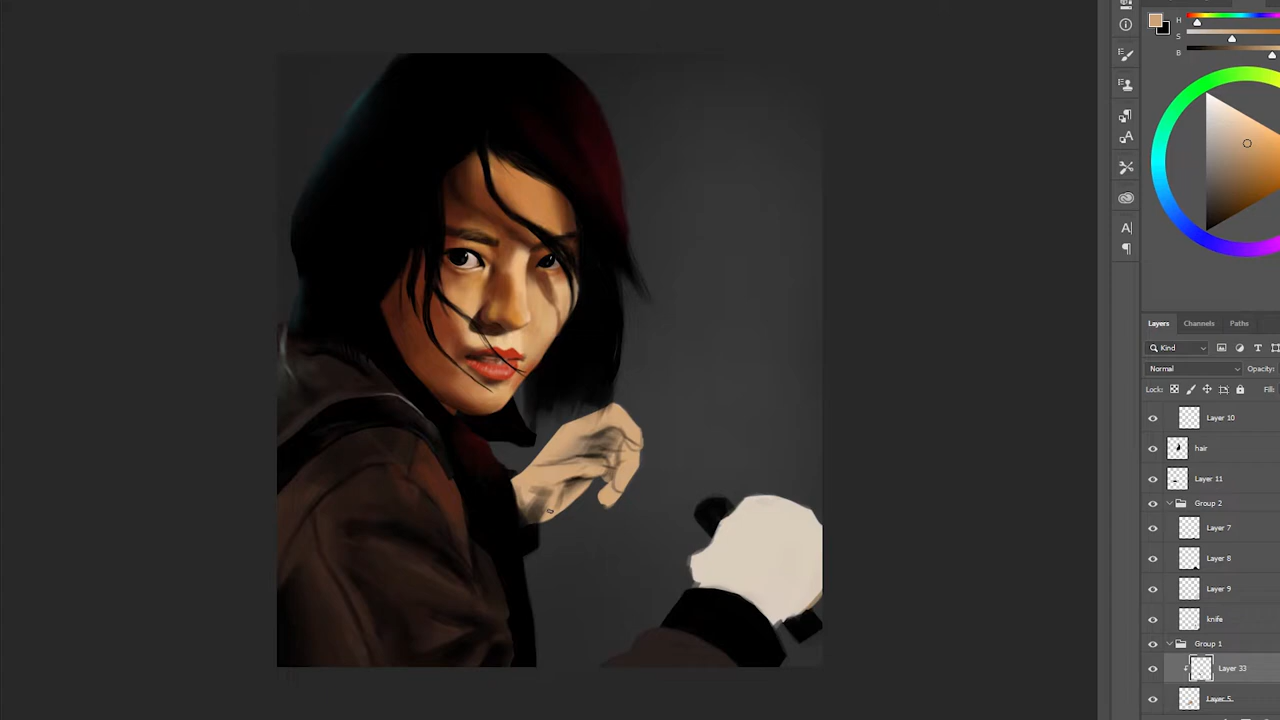 H
S
B
Layers Channels Paths
Kind
Normal Opacity:
Lock: Fill:
Layer 10
hair
Layer 11
Group 2
Layer 7
Layer 8
Layer 9
knife
Group 1
Layer 33
Layer 5